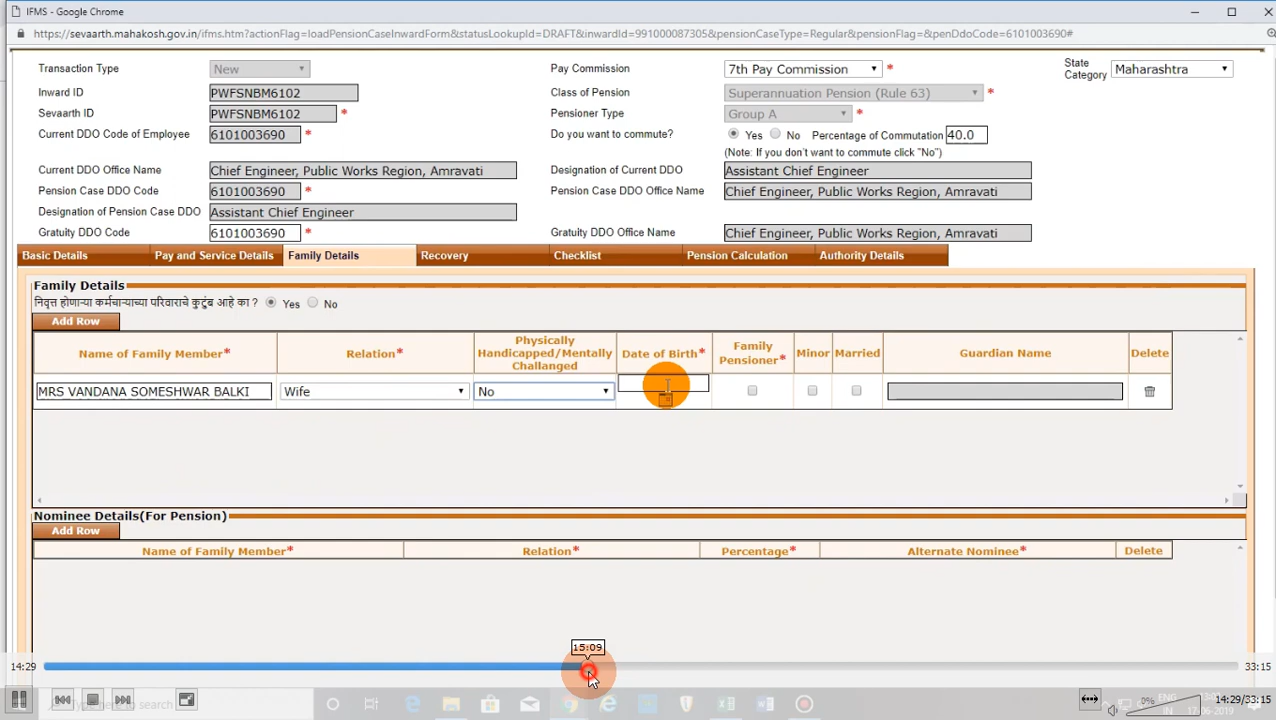 IFMS - Google Chrome
https://sevaarth.mahakosh.gov.in/ifms.htm?actionFlag=loadPensionCaseInwardForm&statusLookupId=DRAFT&inwardId=991000087305&pensionCaseType=Regular&pensionFlag=&penDdoCode=6101003690#
Transaction Type New Pay Commission 7th Pay Commission * State Category Maharashtra
Inward ID PWFSNBM6102 Class of Pension Superannuation Pension (Rule 63) *
Sevaarth ID PWFSNBM6102 * Pensioner Type Group A *
Current DDO Code of Employee 6101003690 * Do you want to commute? Yes No Percentage of Commutation 40.0
(Note: If you don't want to commute click "No")
Current DDO Office Name Chief Engineer, Public Works Region, Amravati Designation of Current DDO Assistant Chief Engineer
Pension Case DDO Code 6101003690 * Pension Case DDO Office Name Chief Engineer, Public Works Region, Amravati
Designation of Pension Case DDO Assistant Chief Engineer
Gratuity DDO Code 6101003690 * Gratuity DDO Office Name Chief Engineer, Public Works Region, Amravati
Basic Details Pay and Service Details Family Details Recovery Checklist Pension Calculation Authority Details
Family Details
निवृत्त होणाऱ्या कर्मचाऱ्याच्या परिवाराचे कुटुंब आहे का ? Yes No
Add Row
Name of Family Member* Relation* Physically Handicapped/Mentally Challanged Date of Birth* Family Pensioner* Minor Married Guardian Name Delete
MRS VANDANA SOMESHWAR BALKI Wife No
Nominee Details(For Pension)
Add Row
Name of Family Member* Relation* Percentage* Alternate Nominee* Delete
15:09
14:29 33:15
search 0% ENG IN 17-06-2019 14:29/33:15